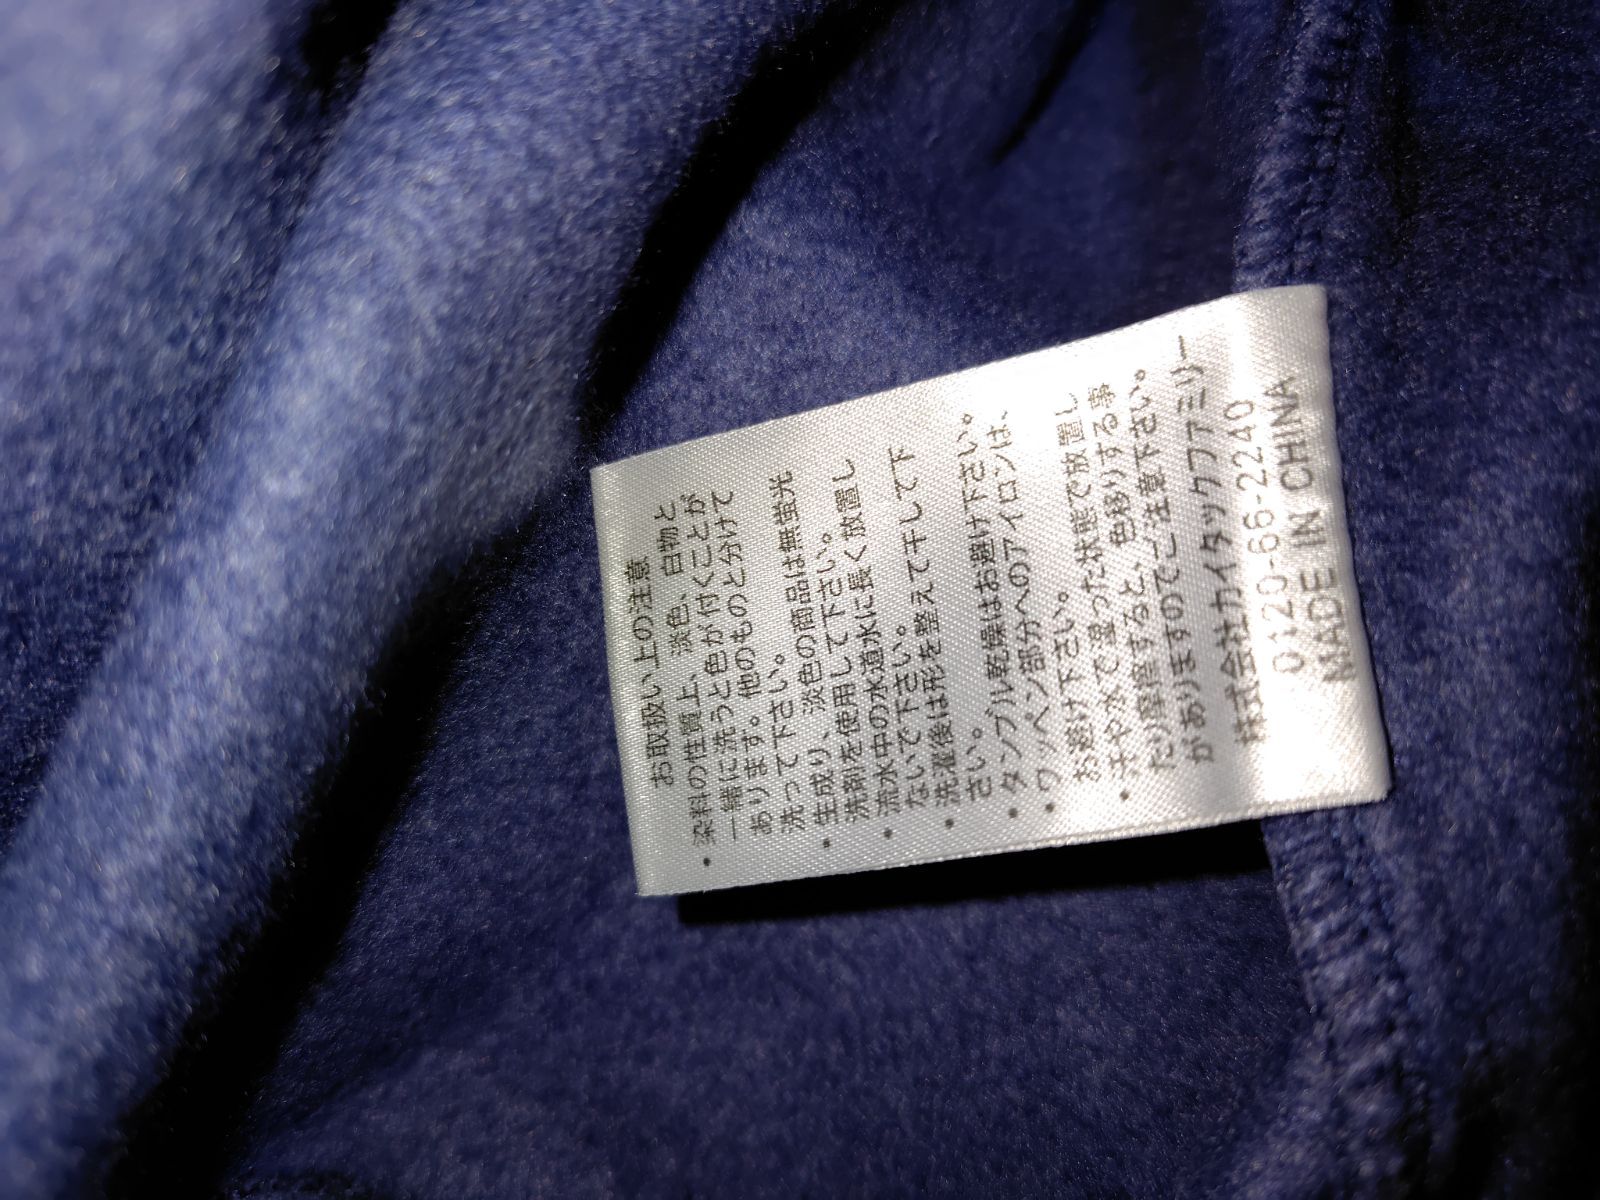 お取扱い上の注意
・染料の性質上、淡色、白物と
一緒に洗うと色が付くことが
あります。他のものと分けて
洗って下さい。
・生成り、淡色の商品は無蛍光
洗剤を使用して下さい。
・流水中の水道水に長く放置し
ないで下さい。
・洗濯後は形を整えて干して下
さい。
・タンブル乾燥はお避け下さい。
・ワッペン部分へのアイロンは、
お避け下さい。
・汗や水で湿った状態で放置し
たり摩擦すると、色移りする事
がありますのでご注意下さい。
株式会社カイタックファミリー
0120-66-2240
MADE IN CHINA